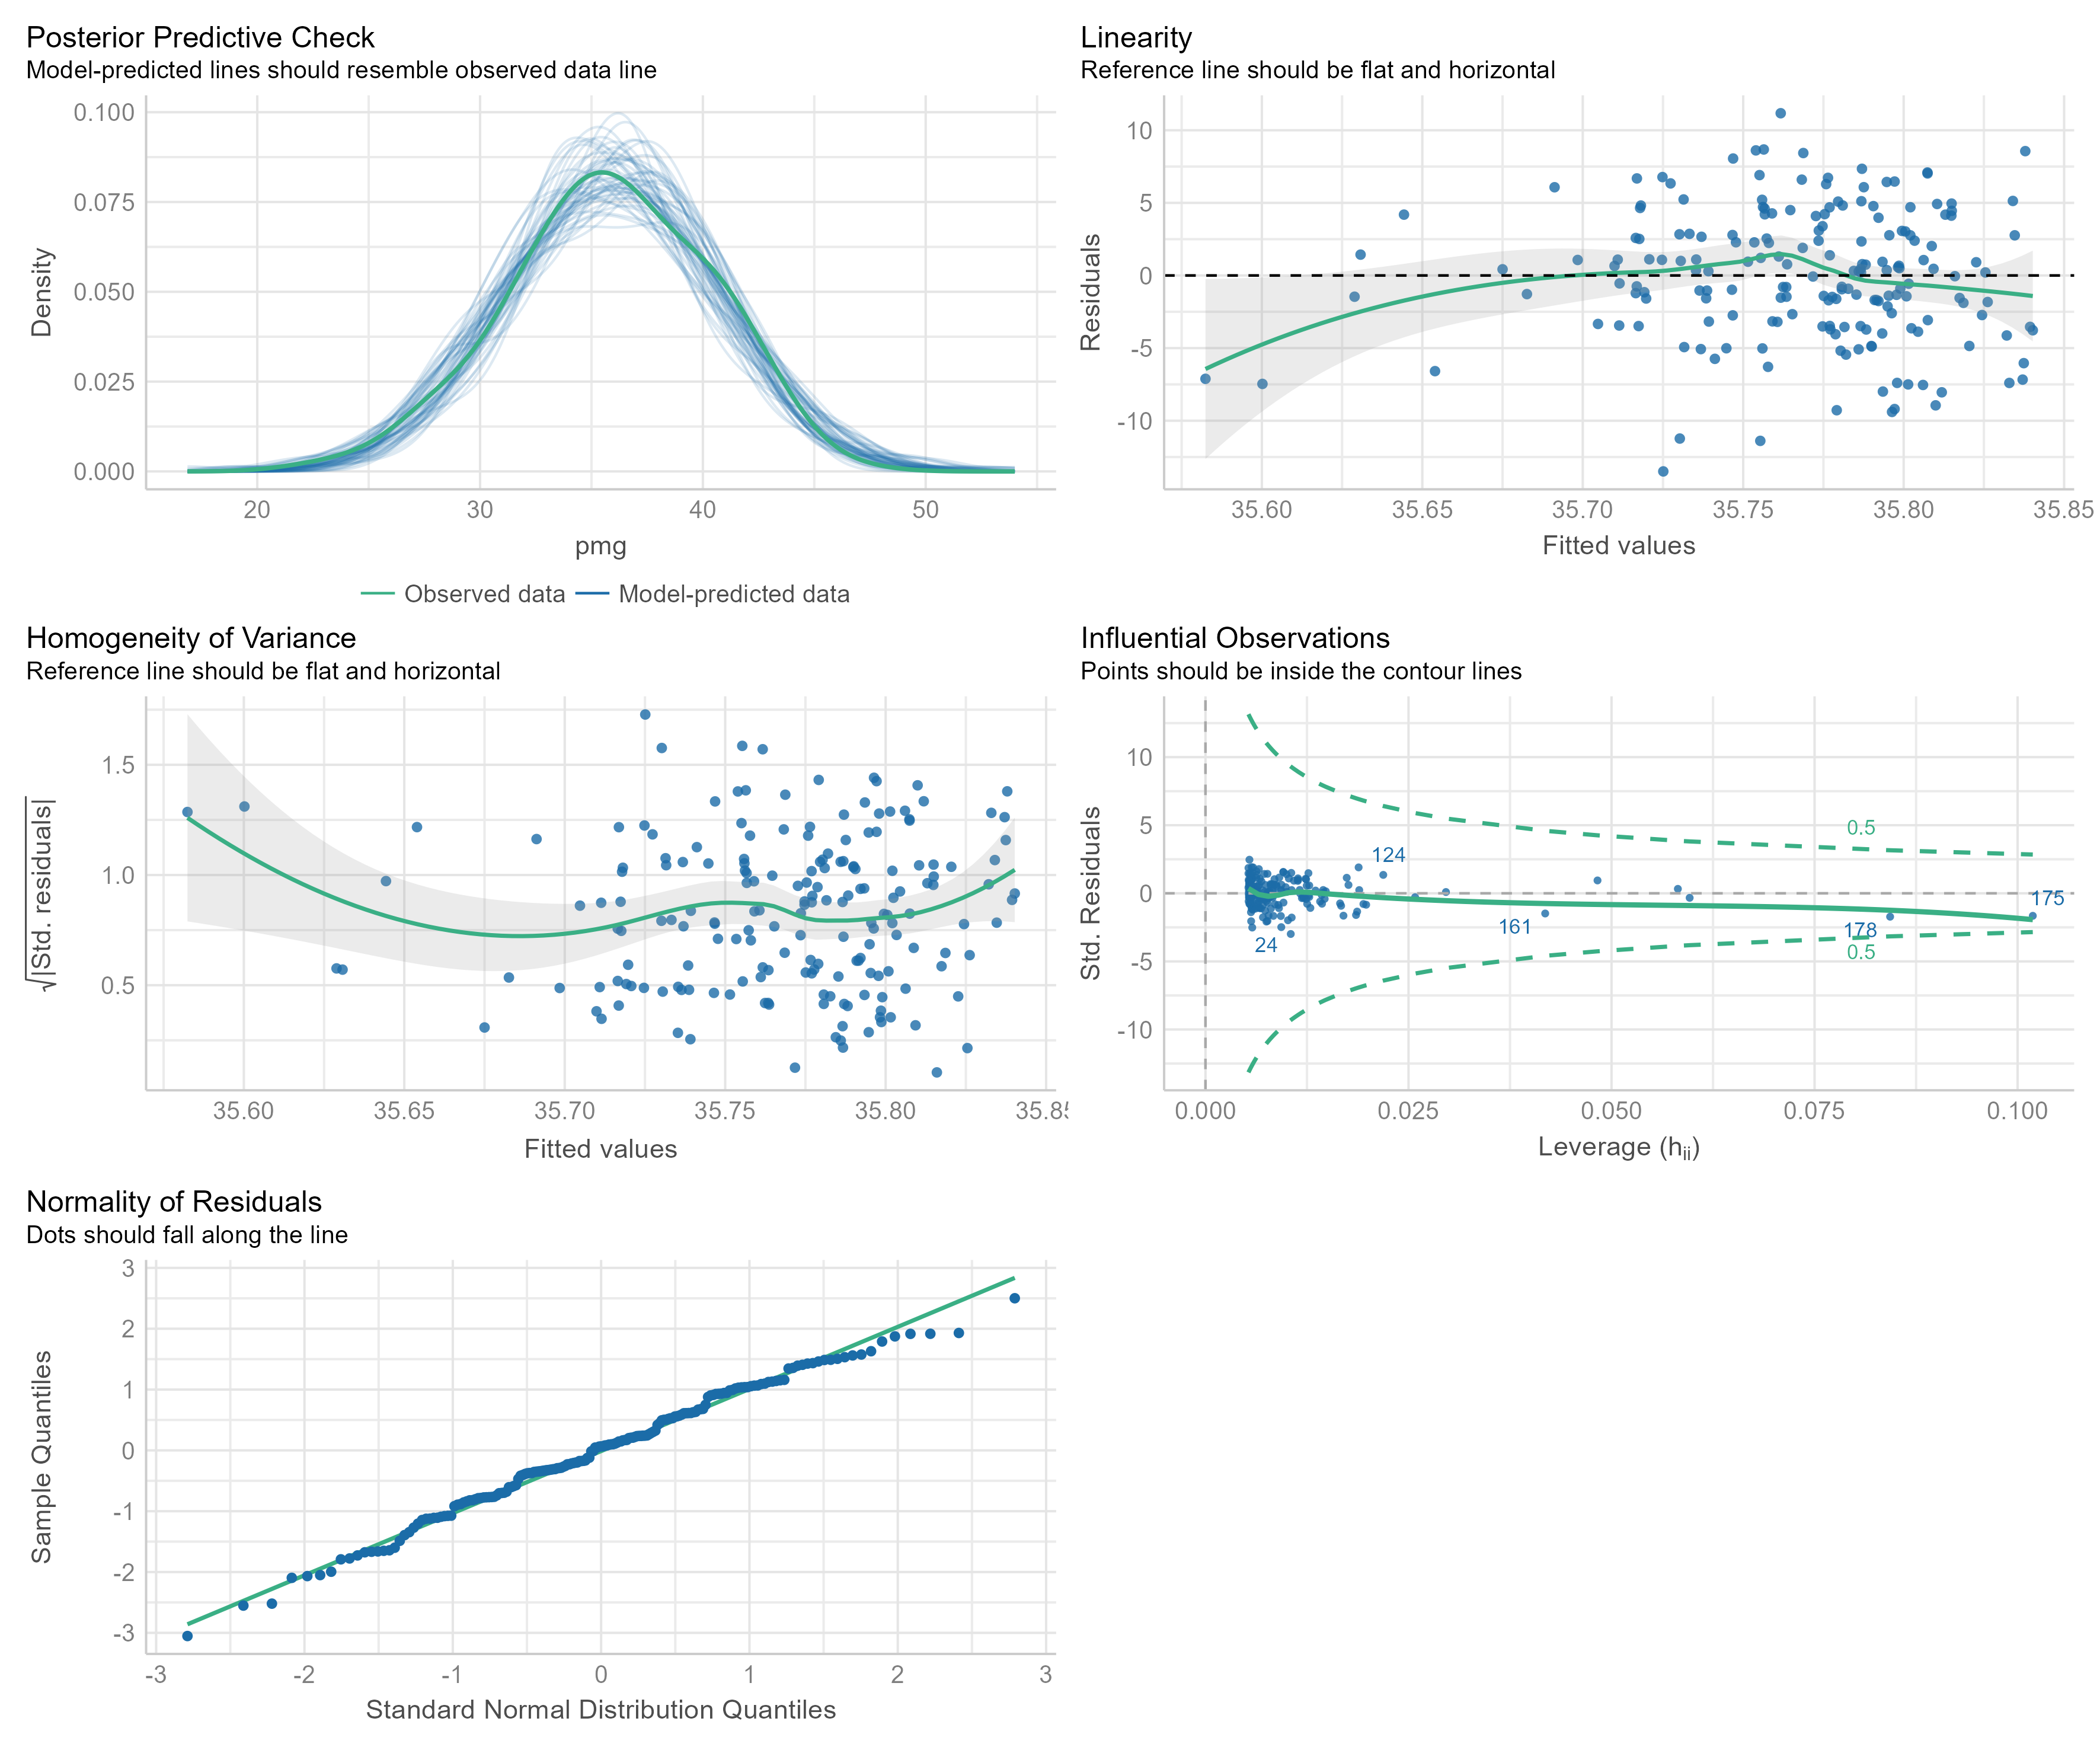 Posterior Predictive Check
Model-predicted lines should resemble observed data line
0.100
0.075
0.050
0.025
0.000
Density
20 30 40 50
pmg
Observed data Model-predicted data
Linearity
Reference line should be flat and horizontal
10
5
0
-5
-10
Residuals
35.60 35.65 35.70 35.75 35.80 35.85
Fitted values
Homogeneity of Variance
Reference line should be flat and horizontal
1.5
1.0
0.5
√|Std. residuals|
35.60 35.65 35.70 35.75 35.80 35.8
Fitted values
Influential Observations
Points should be inside the contour lines
10
5
0
-5
-10
Std. Residuals
0.5
124
175
161
178
24
0.5
0.000 0.025 0.050 0.075 0.100
Leverage (hii)
Normality of Residuals
Dots should fall along the line
3
2
1
0
-1
-2
-3
Sample Quantiles
-3 -2 -1 0 1 2 3
Standard Normal Distribution Quantiles